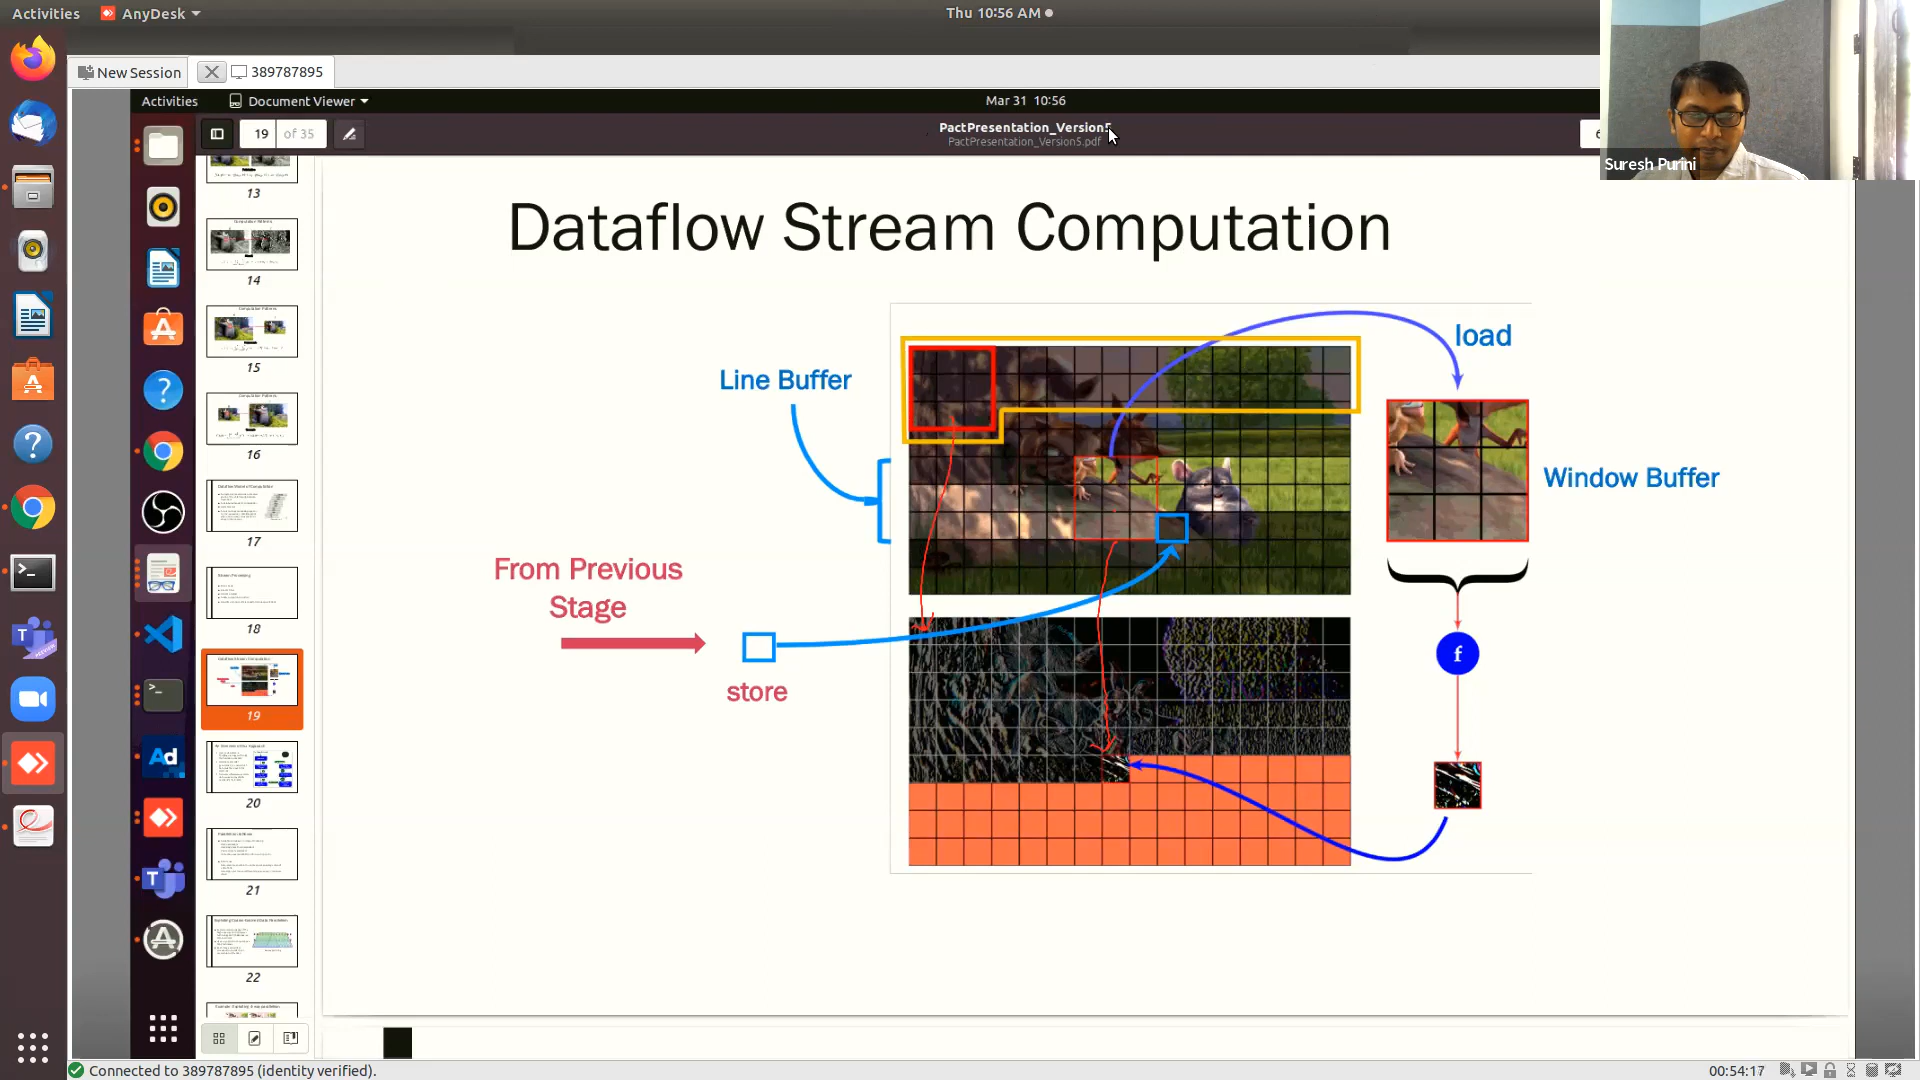 Activities
AnyDesk
Thu 10:56 AM
New Session
389787895
Activities
Document Viewer
Mar 31 10:56
19
of 35
PactPresentation_Version5
PactPresentation_Version5.pdf
Suresh Purini
Dataflow Stream Computation
Line Buffer
load
Window Buffer
From Previous
Stage
store
f
13
14
15
16
17
18
19
20
21
22
Connected to 389787895 (identity verified).
00:54:17